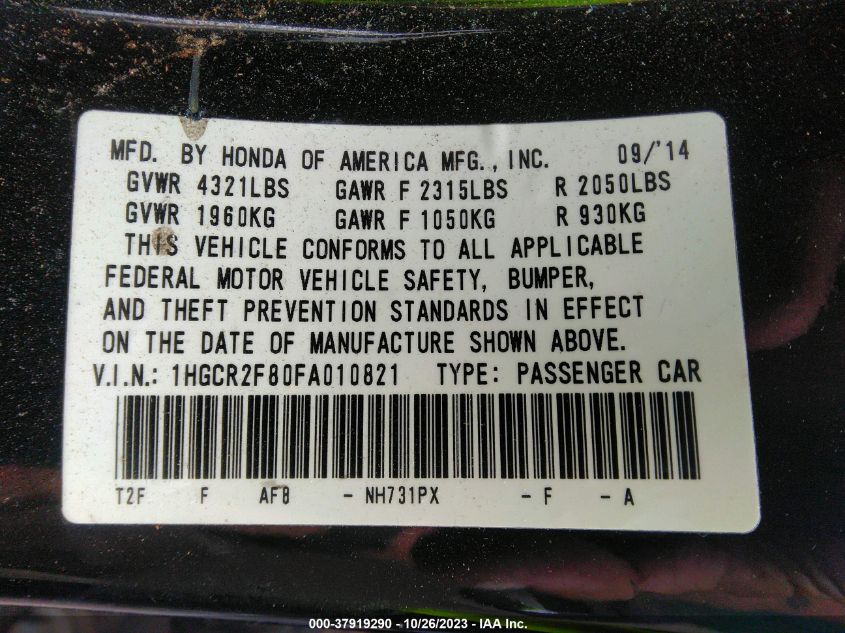 MFD. BY HONDA OF AMERICA MFG., INC. 09/'14
GVWR 4321LBS GAWR F 2315LBS R 2050LBS
GVWR 1960KG GAWR F 1050KG R 930KG
THIS VEHICLE CONFORMS TO ALL APPLICABLE
FEDERAL MOTOR VEHICLE SAFETY, BUMPER,
AND THEFT PREVENTION STANDARDS IN EFFECT
ON THE DATE OF MANUFACTURE SHOWN ABOVE.
V.I.N.: 1HGCR2F80FA010821 TYPE: PASSENGER CAR
T2F F AF8 - NH731PX - F - A
000-37919290 - 10/26/2023 - IAA Inc.